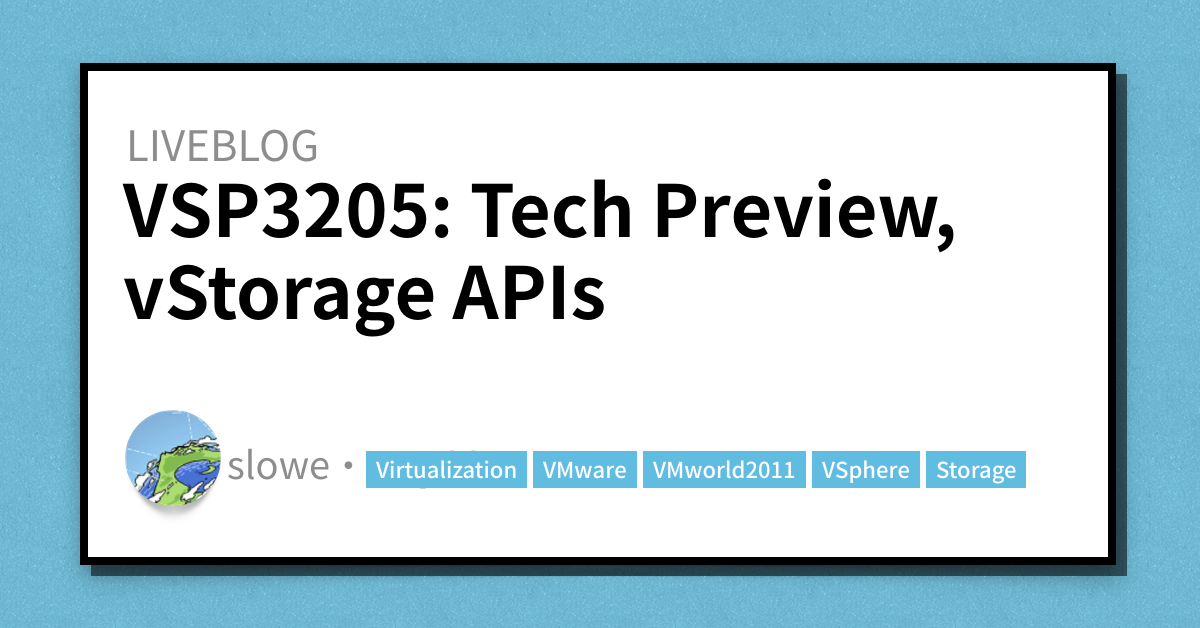 LIVEBLOG
VSP3205: Tech Preview,
vStorage APIs
slowe • Virtualization VMware VMworld2011 VSphere Storage